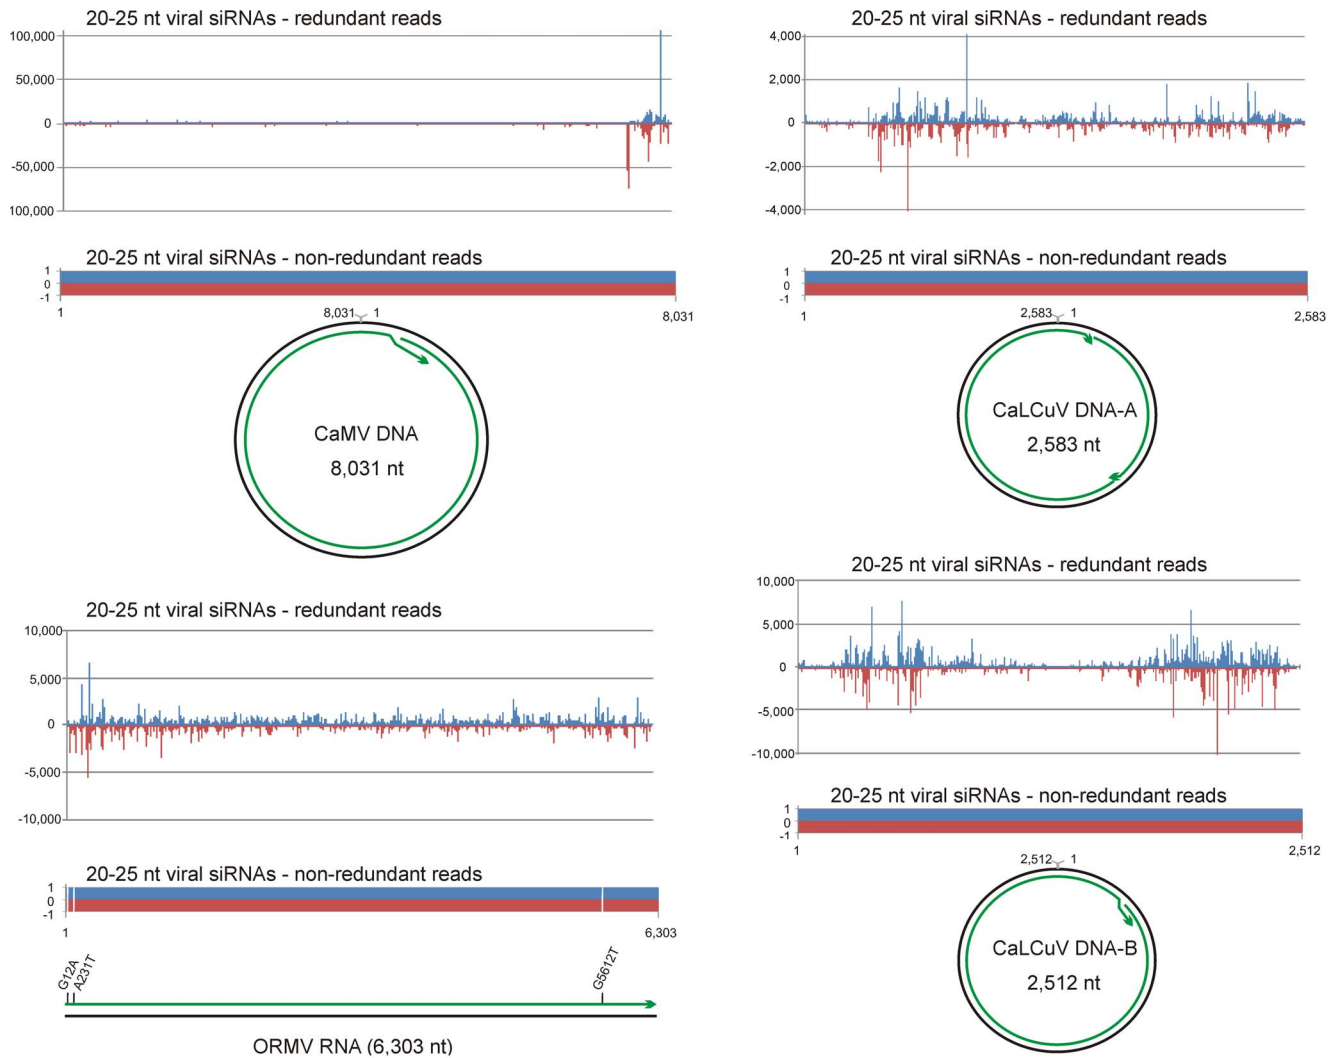 20-25 nt viral siRNAs - redundant reads
100,000
50,000
0
-50,000
100,000
20-25 nt viral siRNAs - non-redundant reads
1
0
-1
1
8,031
8,031
1
CaMV DNA
8,031 nt
20-25 nt viral siRNAs - redundant reads
4,000
2,000
0
-2,000
-4,000
20-25 nt viral siRNAs - non-redundant reads
1
0
-1
1
2,583
2,583
1
CaLCuV DNA-A
2,583 nt
20-25 nt viral siRNAs - redundant reads
10,000
5,000
0
-5,000
-10,000
20-25 nt viral siRNAs - non-redundant reads
1
0
-1
1
6,303
G12A
A231T
G5612T
ORMV RNA (6,303 nt)
20-25 nt viral siRNAs - redundant reads
10,000
5,000
0
-5,000
-10,000
20-25 nt viral siRNAs - non-redundant reads
1
0
-1
1
2,512
2,512
1
CaLCuV DNA-B
2,512 nt